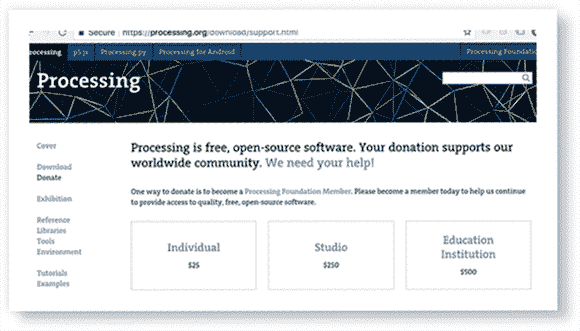 Secure https://processing.org/download/support.html
ocessing p5.js Processing.py Processing for Android Processing Foundatio
Processing
Cover
Download
Donate
Exhibition
Reference
Libraries
Tools
Environment
Tutorials
Examples
Processing is free, open-source software. Your donation supports our
worldwide community. We need your help!
One way to donate is to become a Processing Foundation Member. Please become a member today to help us continue
to provide access to quality, free, open-source software.
Individual
$25
Studio
$250
Education
Institution
$500